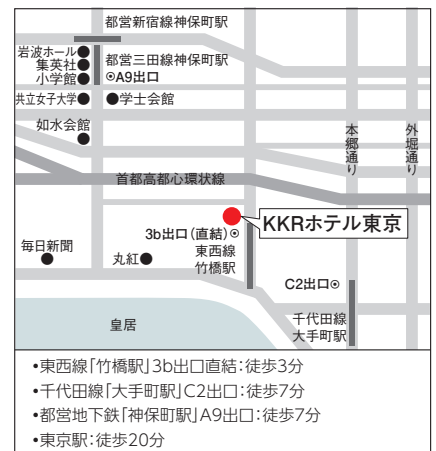 都営新宿線神保町駅
岩波ホール
集英社
小学館
都営三田線神保町駅
A9出口
共立女子大学
学士会館
如水会館
本郷通り
外堀通り
首都高都心環状線
KKRホテル東京
3b出口(直結)
東西線
竹橋駅
毎日新聞
丸紅
C2出口
千代田線
大手町駅
皇居
•東西線「竹橋駅」3b出口直結:徒歩3分
•千代田線「大手町駅」C2出口:徒歩7分
•都営地下鉄「神保町駅」A9出口:徒歩7分
•東京駅:徒歩20分